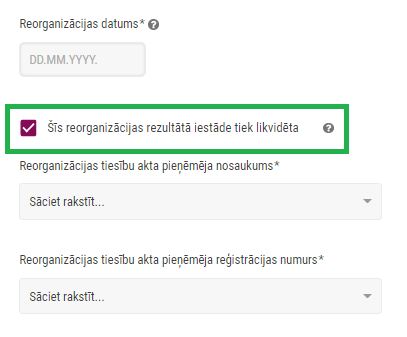 Reorganizācijas datums*
DD.MM.YYYY.
Šīs reorganizācijas rezultātā iestāde tiek likvidēta
Reorganizācijas tiesību akta pieņēmēja nosaukums*
Sāciet rakstīt...
Reorganizācijas tiesību akta pieņēmēja reģistrācijas numurs*
Sāciet rakstīt...